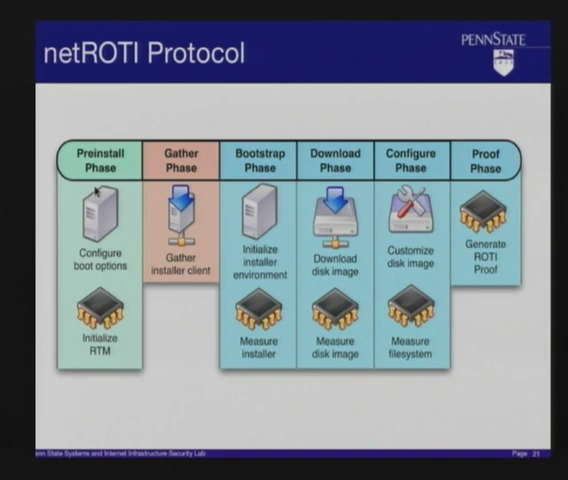 netROTI Protocol
PENNSTATE
Preinstall
Phase
Gather
Phase
Bootstrap
Phase
Download
Phase
Configure
Phase
Proof
Phase
Configure
boot options
Gather
installer client
Initialize
installer
environment
Download
disk image
Customize
disk image
Generate
ROTI
Proof
Initialize
RTM
Measure
installer
Measure
disk image
Measure
filesystem
enn State Systems and Internet Infrastructure Security Lab
Page 21